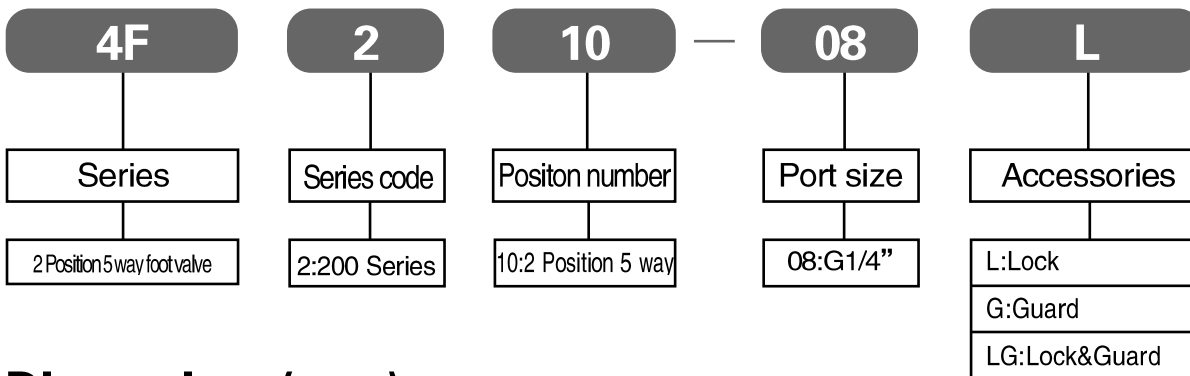 4F 2 10 — 08 L
Series Series code Positon number Port size Accessories
2 Position 5 way foot valve 2:200 Series 10:2 Position 5 way 08:G1/4” L:Lock
G:Guard
LG:Lock&Guard